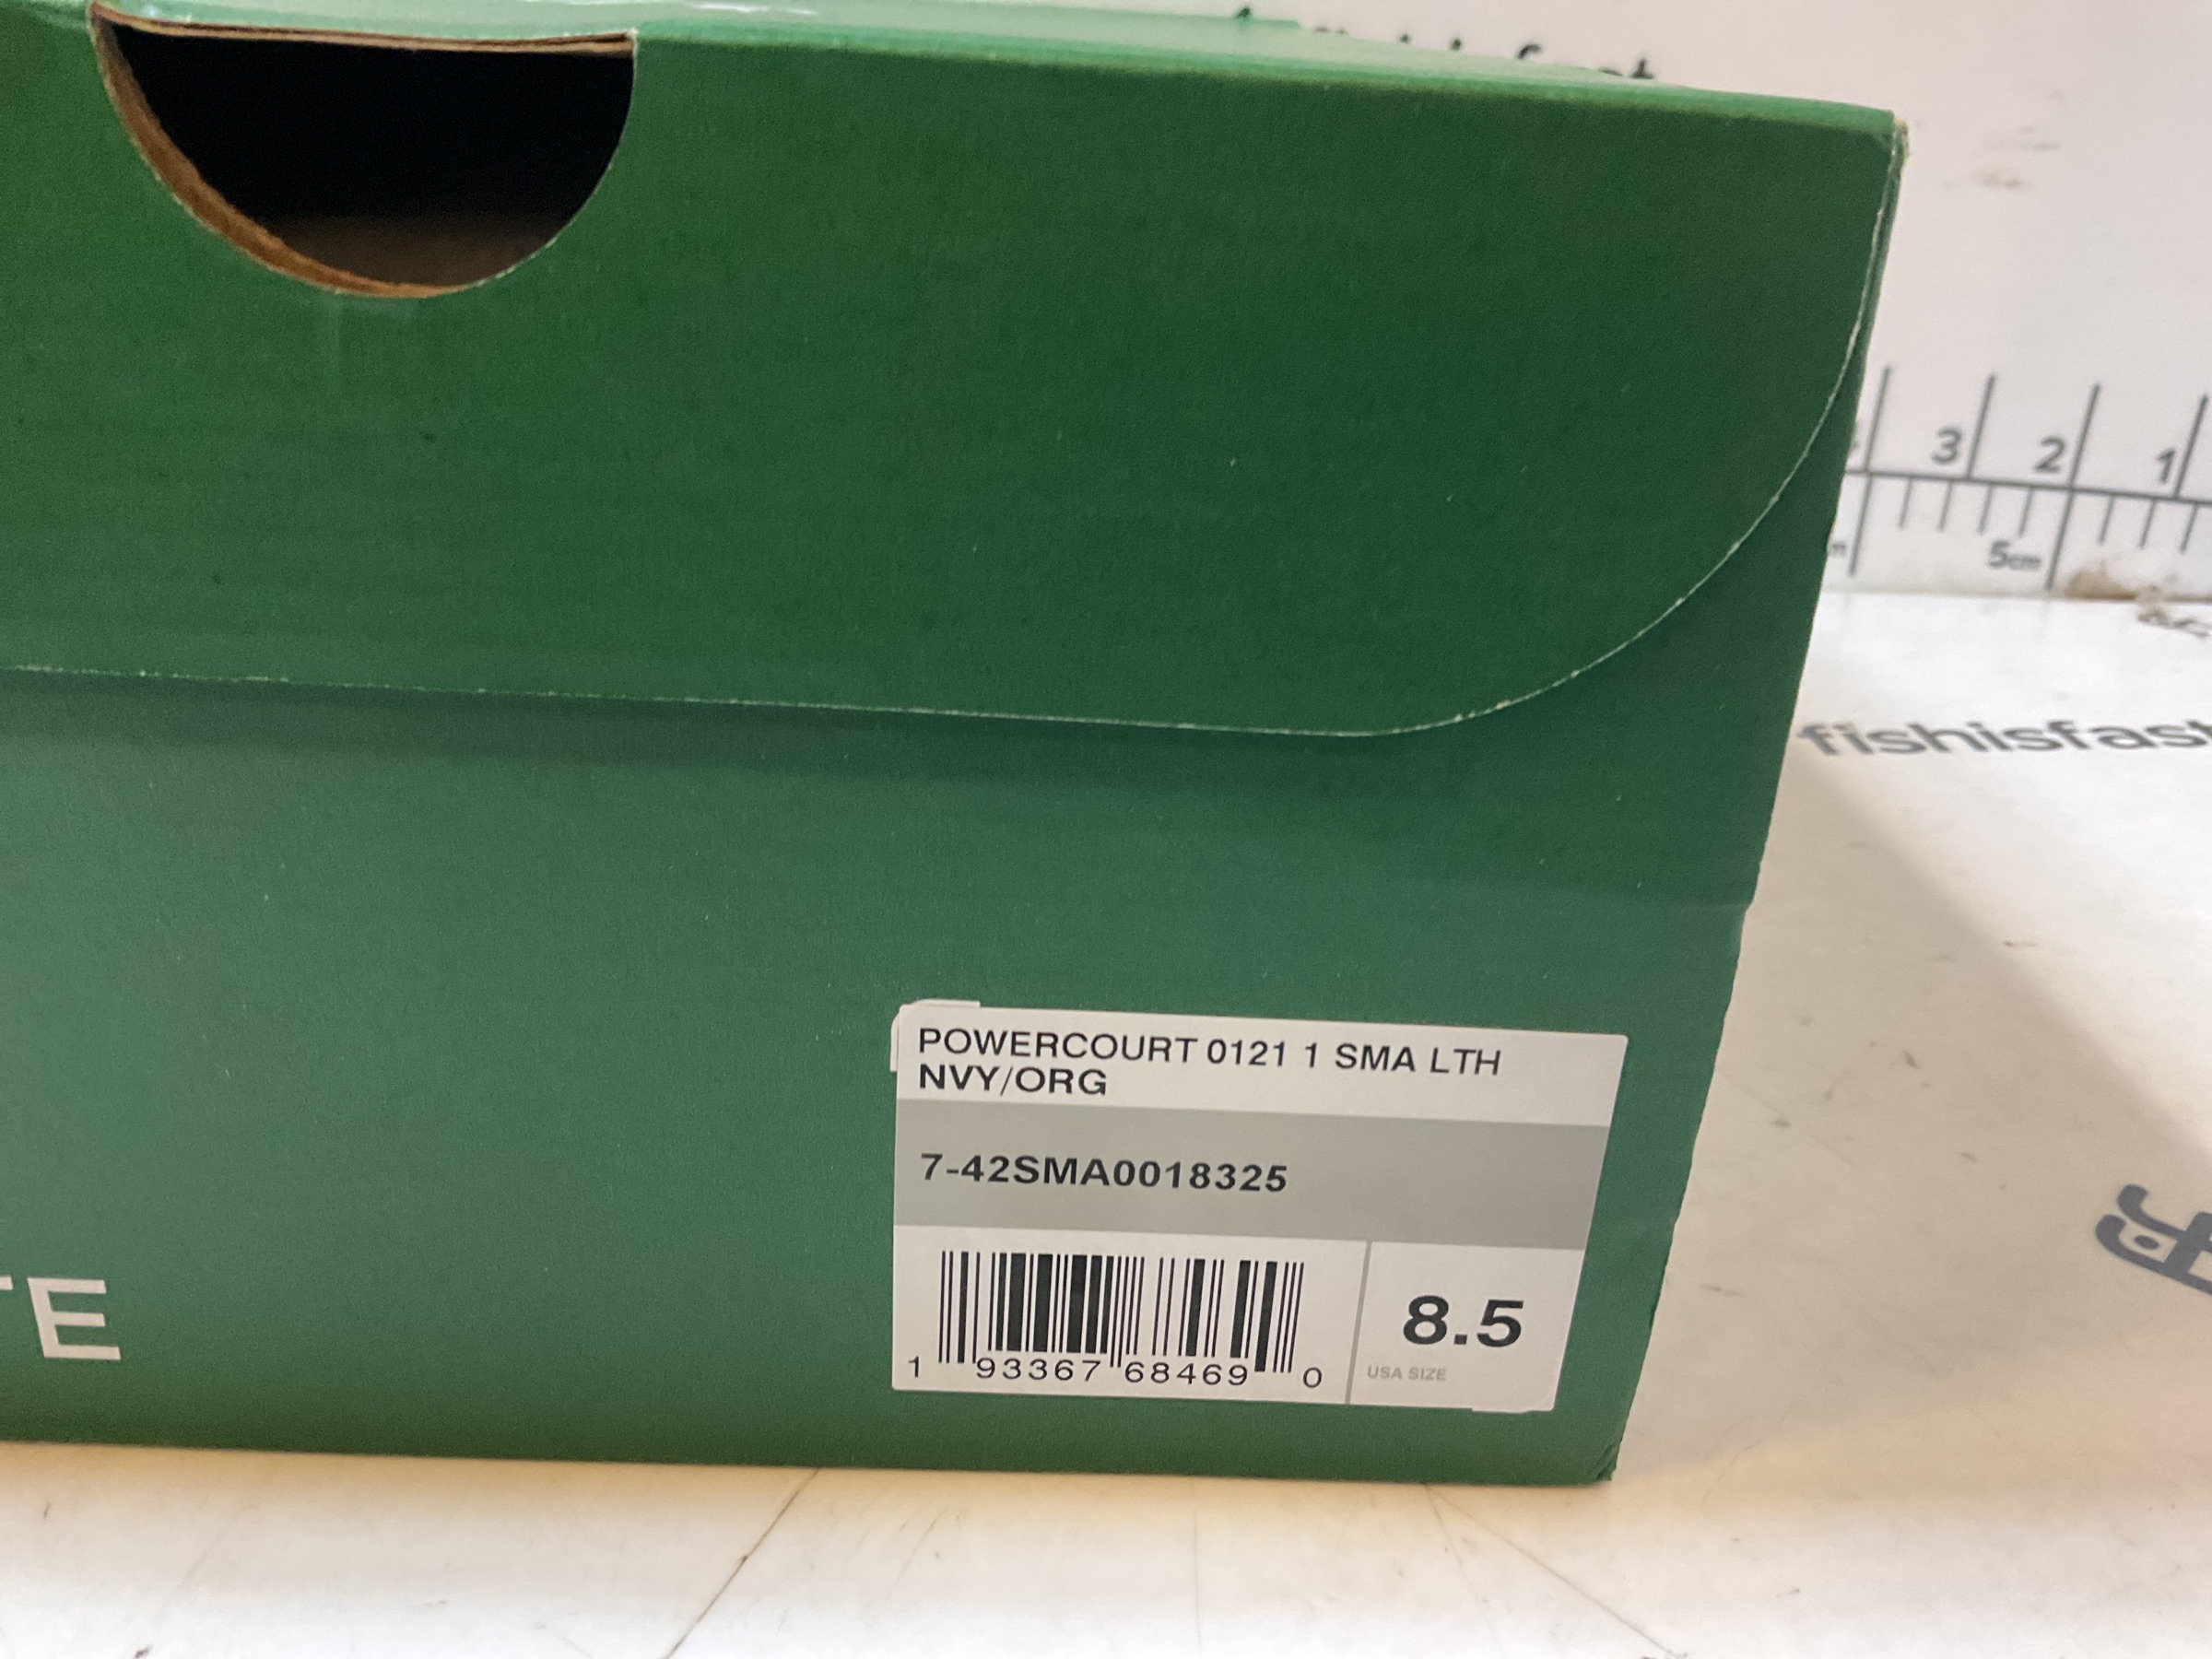 3 2 1
5cm
fishisfast
POWERCOURT 0121 1 SMA LTH
NVY/ORG
7-42SMA0018325
8.5
1 93367 68469 0
USA SIZE